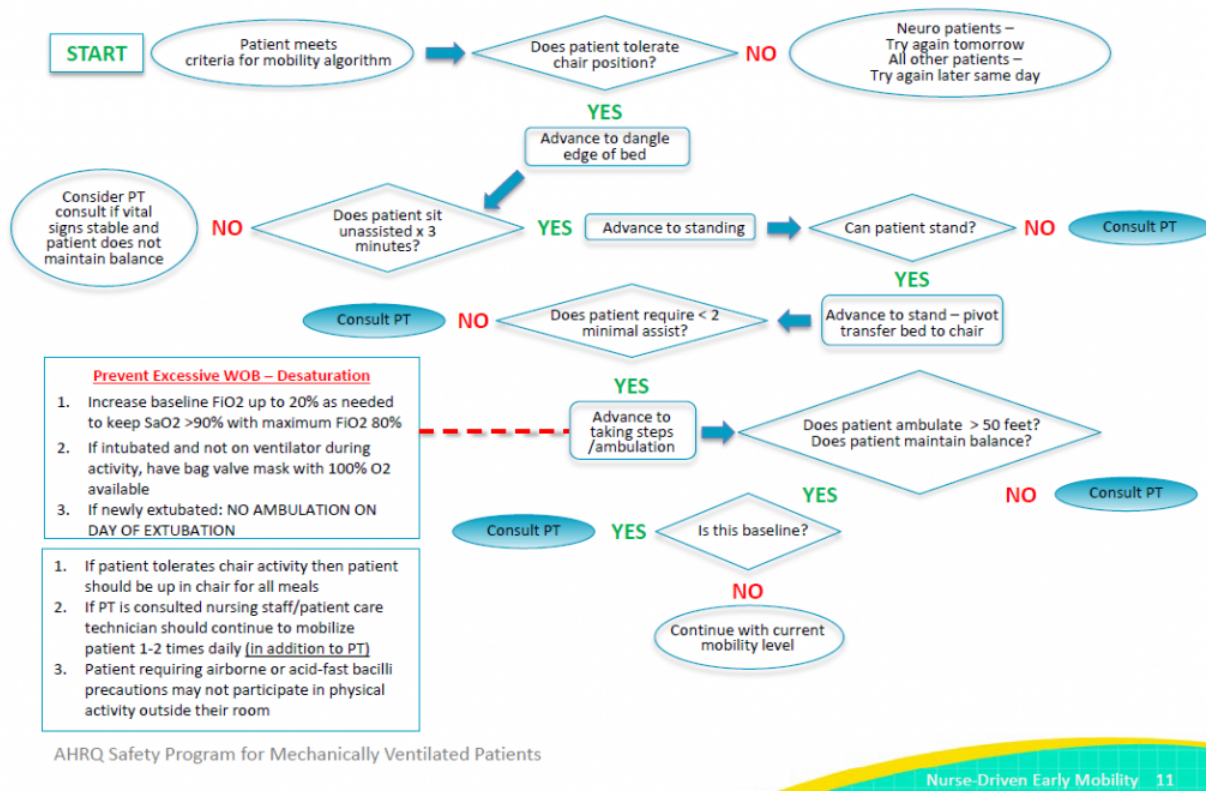 START
Patient meets
criteria for mobility algorithm
Does patient tolerate
chair position?
NO
Neuro patients –
Try again tomorrow
All other patients –
Try again later same day
YES
Advance to dangle
edge of bed
Consider PT
consult if vital
signs stable and
patient does not
maintain balance
NO
Does patient sit
unassisted x 3
minutes?
YES
Advance to standing
Can patient stand?
NO
Consult PT
YES
Consult PT
NO
Does patient require < 2
minimal assist?
Advance to stand – pivot
transfer bed to chair
Prevent Excessive WOB – Desaturation
1. Increase baseline FiO2 up to 20% as needed
to keep SaO2 >90% with maximum FiO2 80%
2. If intubated and not on ventilator during
activity, have bag valve mask with 100% O2
available
3. If newly extubated: NO AMBULATION ON
DAY OF EXTUBATION
YES
Advance to
taking steps
/ambulation
Does patient ambulate > 50 feet?
Does patient maintain balance?
YES
NO
Consult PT
Consult PT
YES
Is this baseline?
NO
Continue with current
mobility level
1. If patient tolerates chair activity then patient
should be up in chair for all meals
2. If PT is consulted nursing staff/patient care
technician should continue to mobilize
patient 1-2 times daily (in addition to PT)
3. Patient requiring airborne or acid-fast bacilli
precautions may not participate in physical
activity outside their room
AHRQ Safety Program for Mechanically Ventilated Patients
Nurse-Driven Early Mobility 11